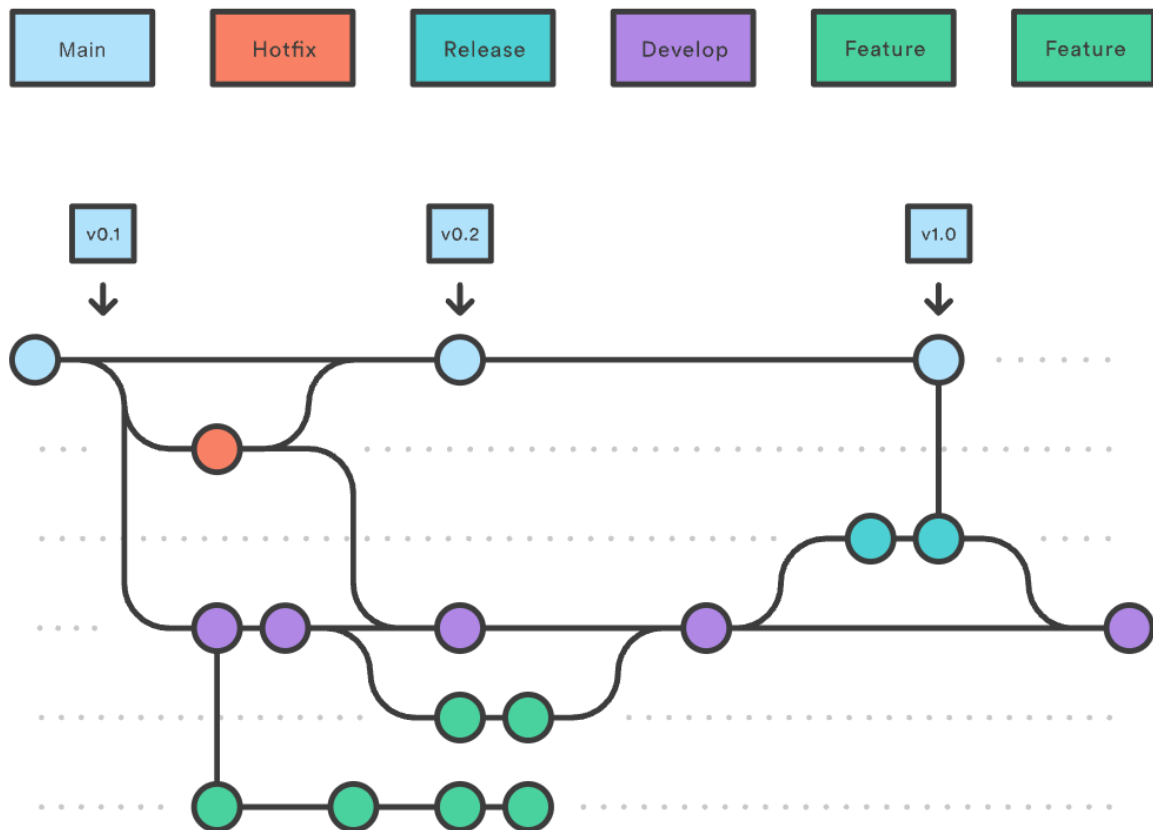 Main
Hotfix
Release
Develop
Feature
Feature
v0.1
v0.2
v1.0